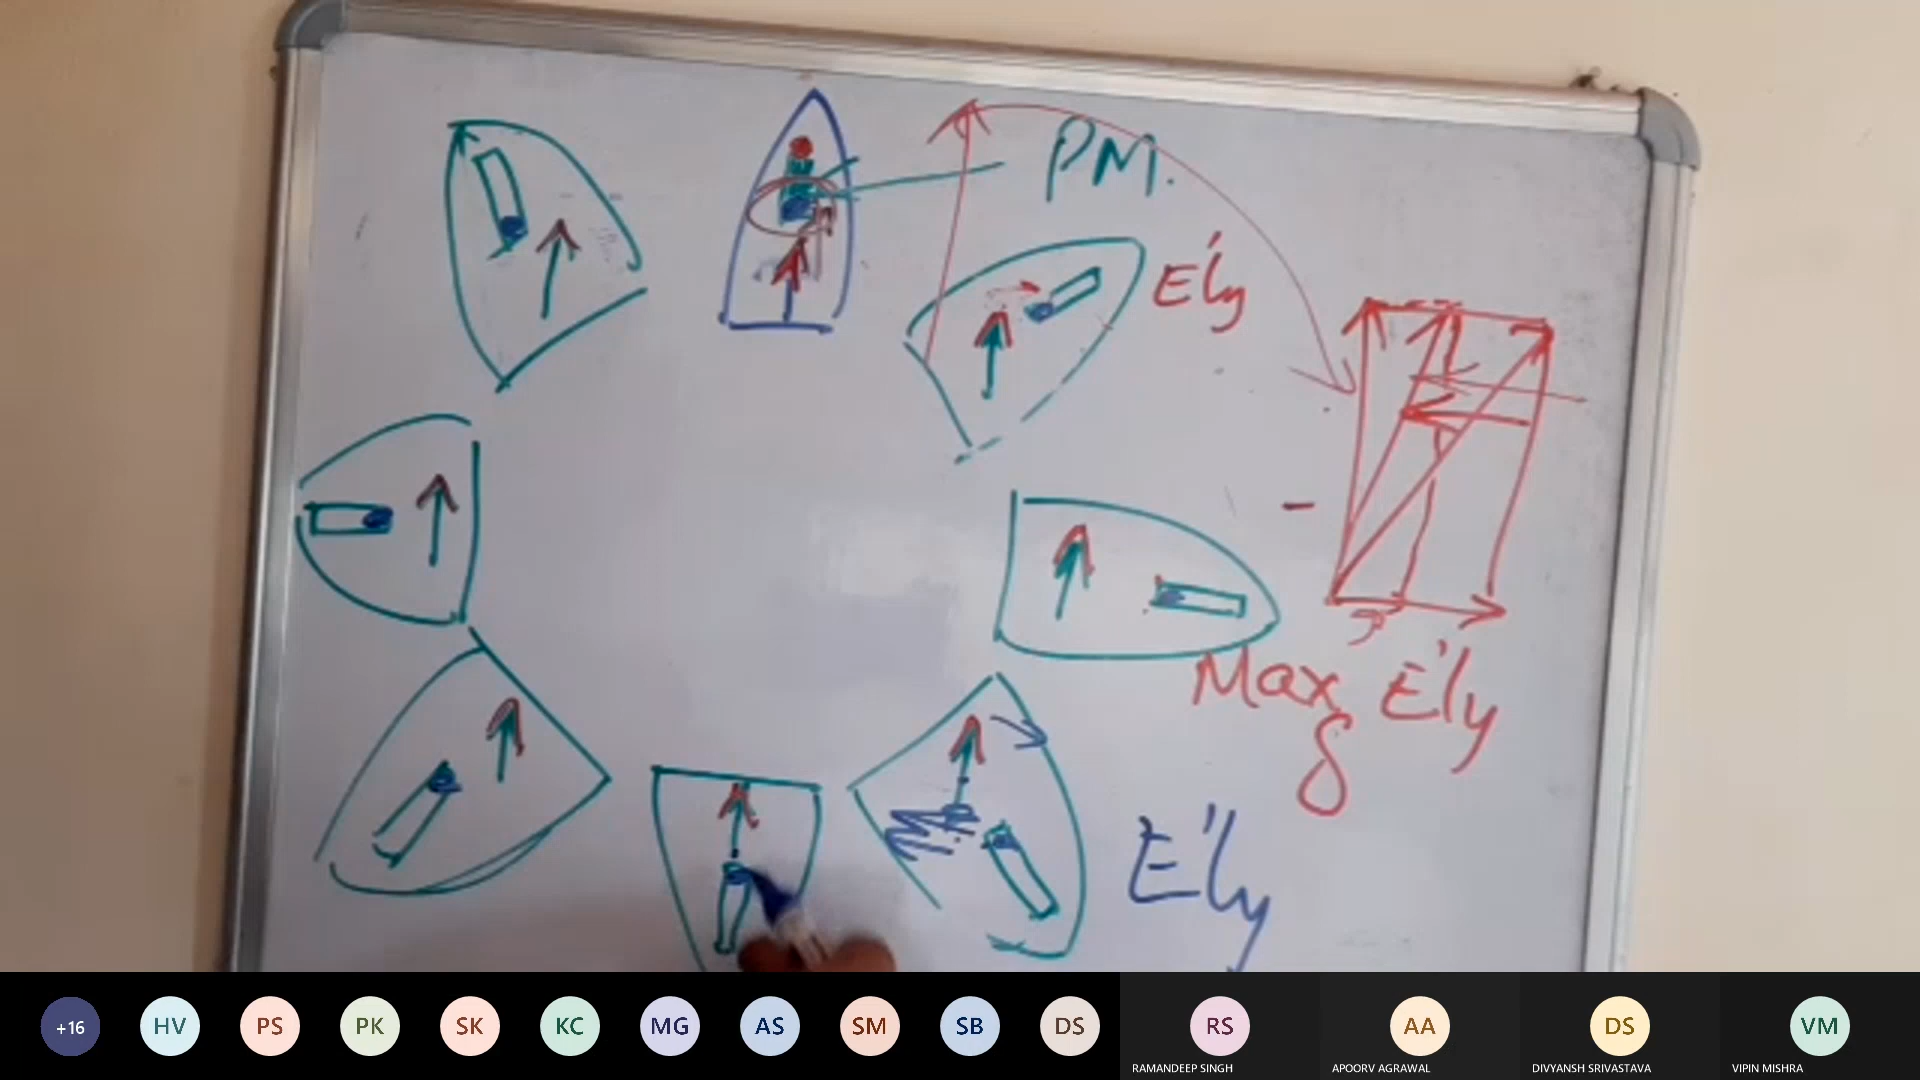 PM.
E'ly
Max E'ly
δ
E'ly
+16
HV
PS
PK
SK
KC
MG
AS
SM
SB
DS
RS
AA
DS
VM
RAMANDEEP SINGH
APOORV AGRAWAL
DIVYANSH SRIVASTAVA
VIPIN MISHRA